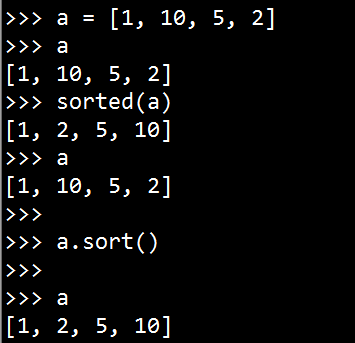 >>> a = [1, 10, 5, 2]
>>> a
[1, 10, 5, 2]
>>> sorted(a)
[1, 2, 5, 10]
>>> a
[1, 10, 5, 2]
>>>
>>> a.sort()
>>>
>>> a
[1, 2, 5, 10]